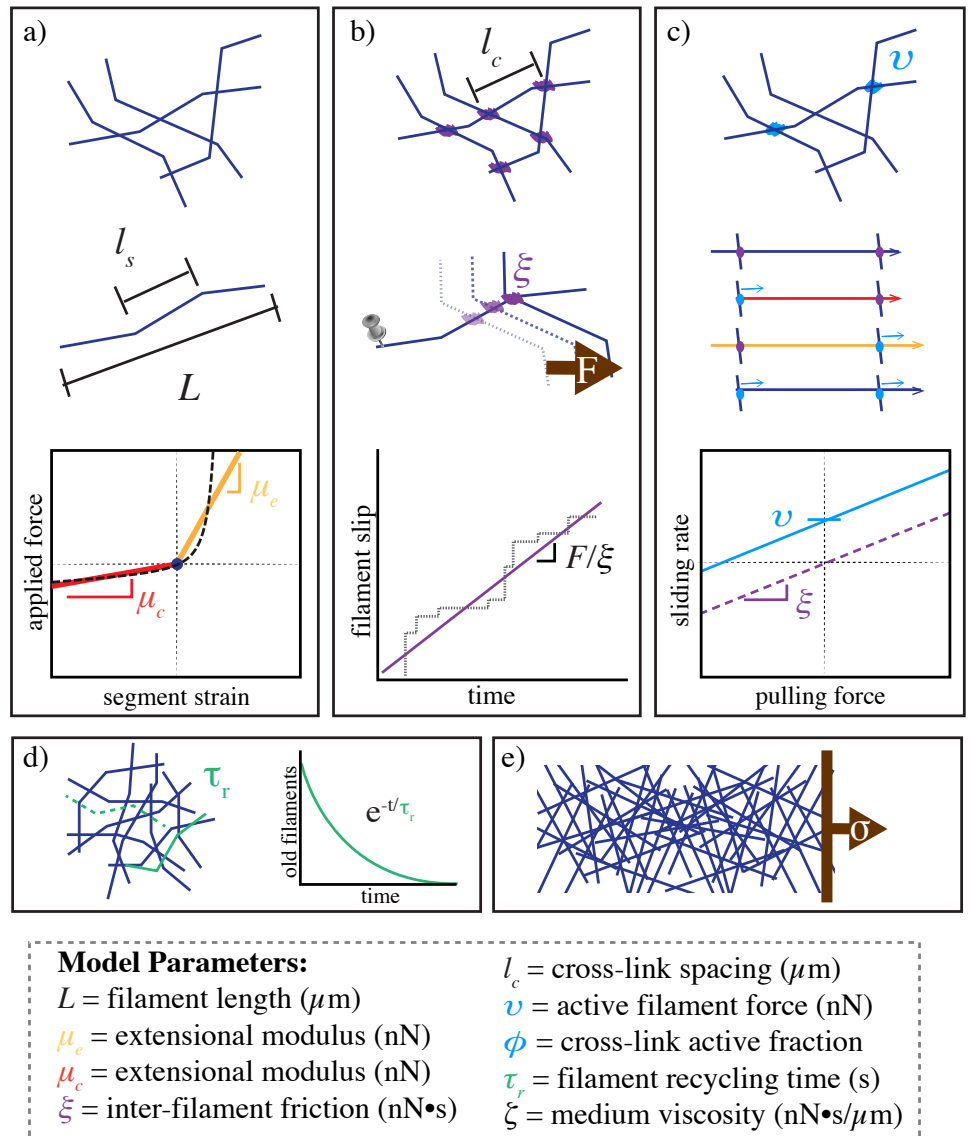 a)
l_s
L
applied force
μ_e
μ_c
segment strain
b)
l_c
ξ
F
filament slip
F/ξ
time
c)
υ
sliding rate
υ
ξ
pulling force
d)
τ_r
old filaments
e^{-t/τ_r}
time
e)
σ
Model Parameters:
L = filament length (μm)
μ_e = extensional modulus (nN)
μ_c = extensional modulus (nN)
ξ = inter-filament friction (nN•s)
l_c = cross-link spacing (μm)
υ = active filament force (nN)
ϕ = cross-link active fraction
τ_r = filament recycling time (s)
ζ = medium viscosity (nN•s/μm)